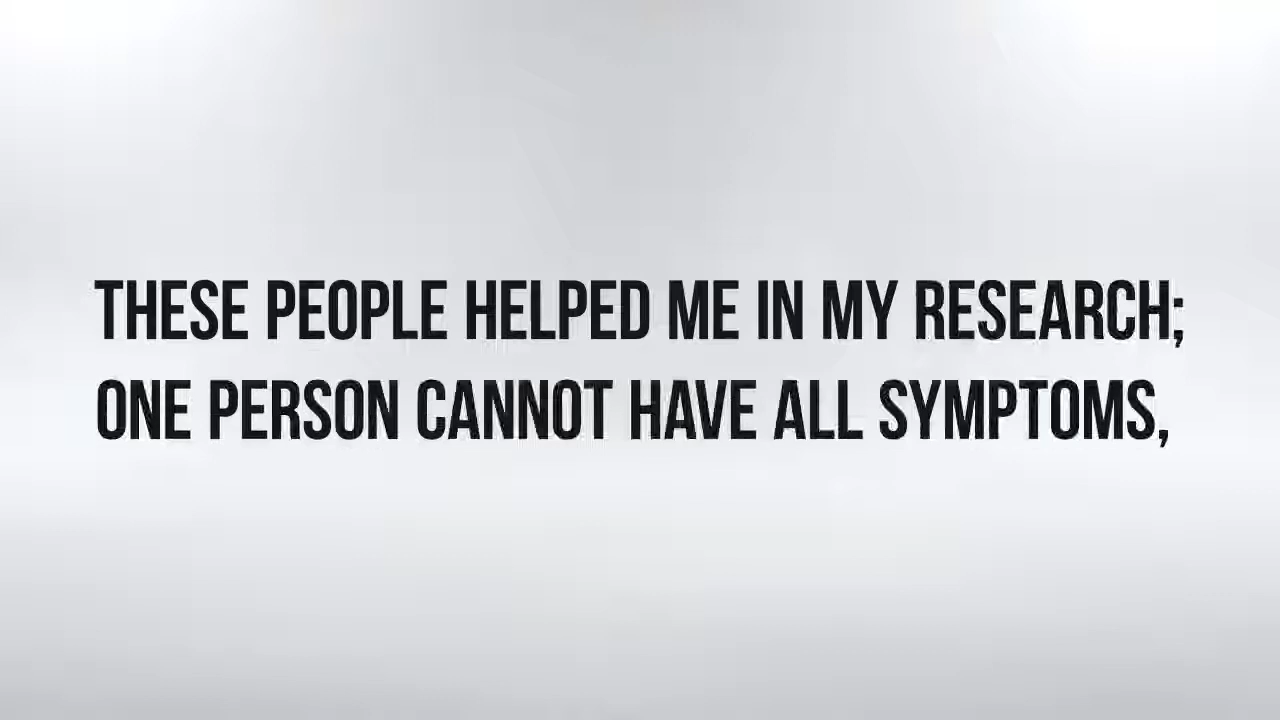 THESE PEOPLE HELPED ME IN MY RESEARCH;
ONE PERSON CANNOT HAVE ALL SYMPTOMS,